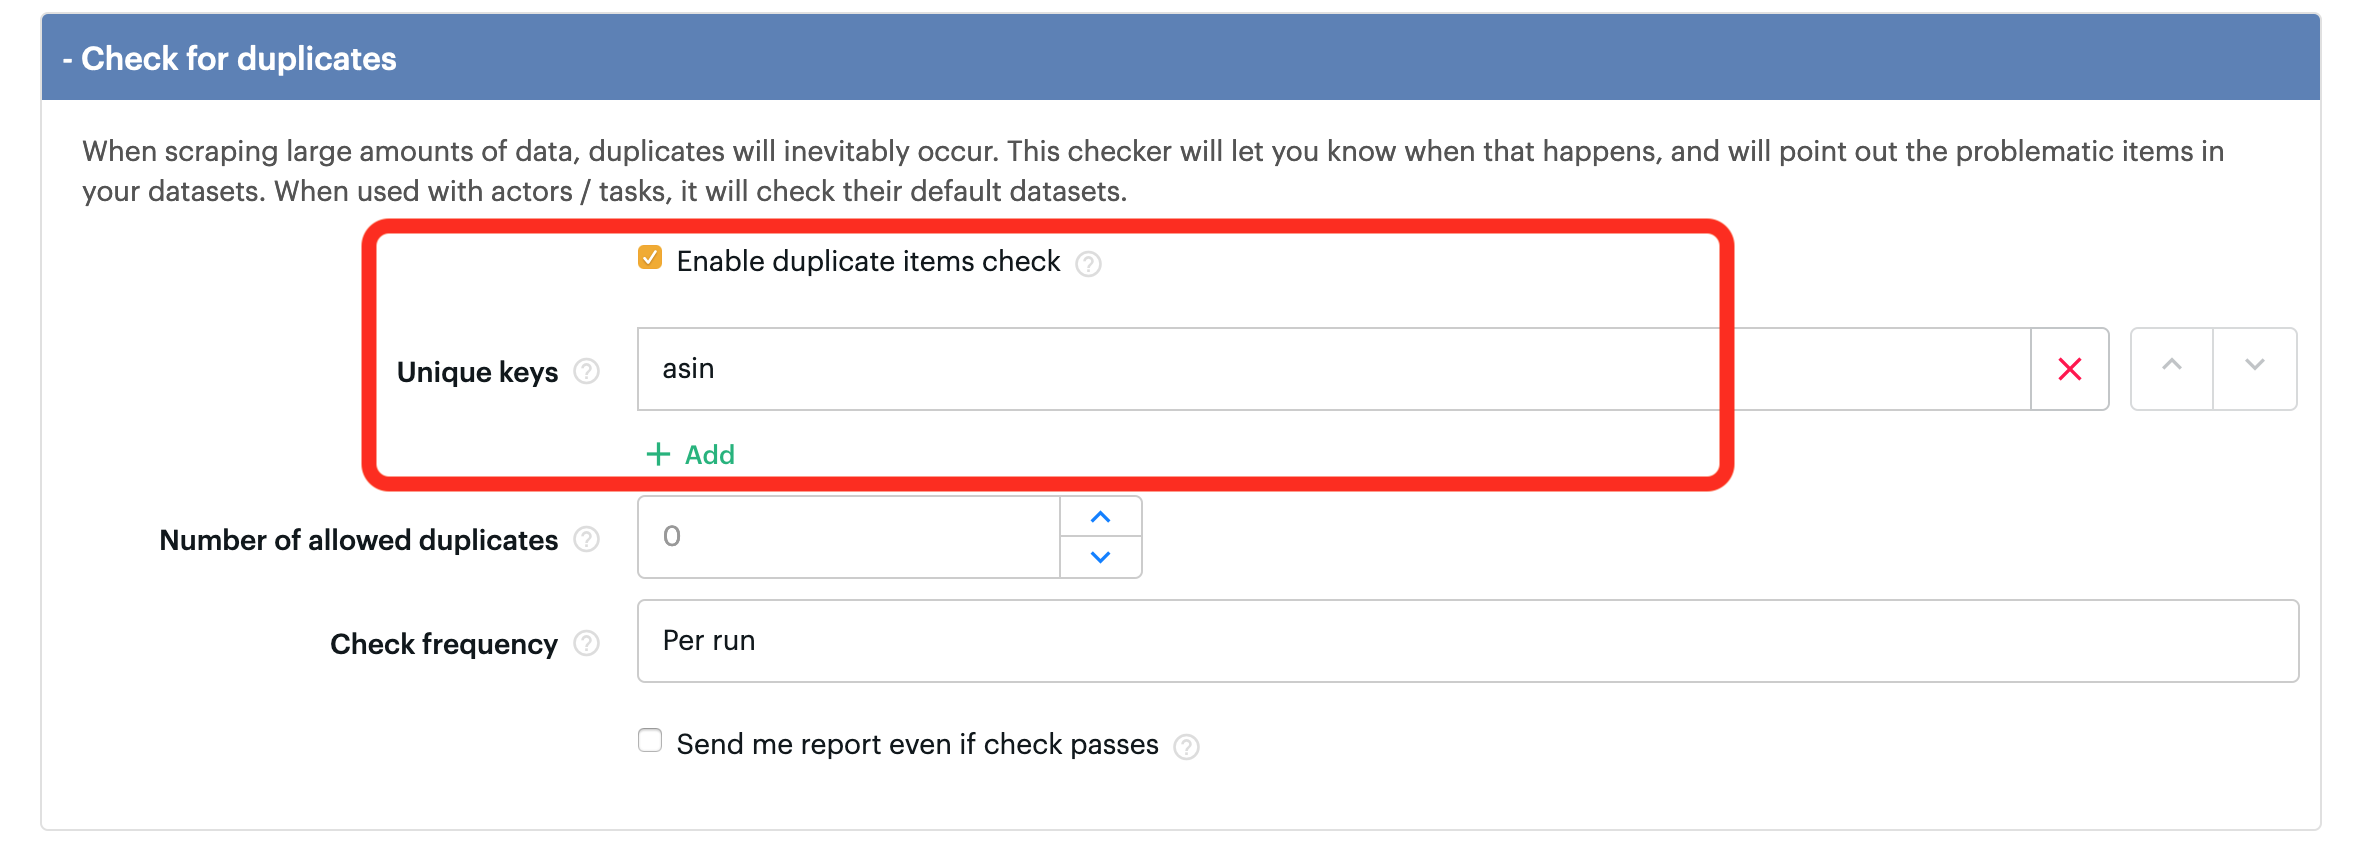 - Check for duplicates
When scraping large amounts of data, duplicates will inevitably occur. This checker will let you know when that happens, and will point out the problematic items in
your datasets. When used with actors / tasks, it will check their default datasets.
Enable duplicate items check ?
Unique keys ? asin
+ Add
Number of allowed duplicates ? 0
Check frequency ? Per run
Send me report even if check passes ?